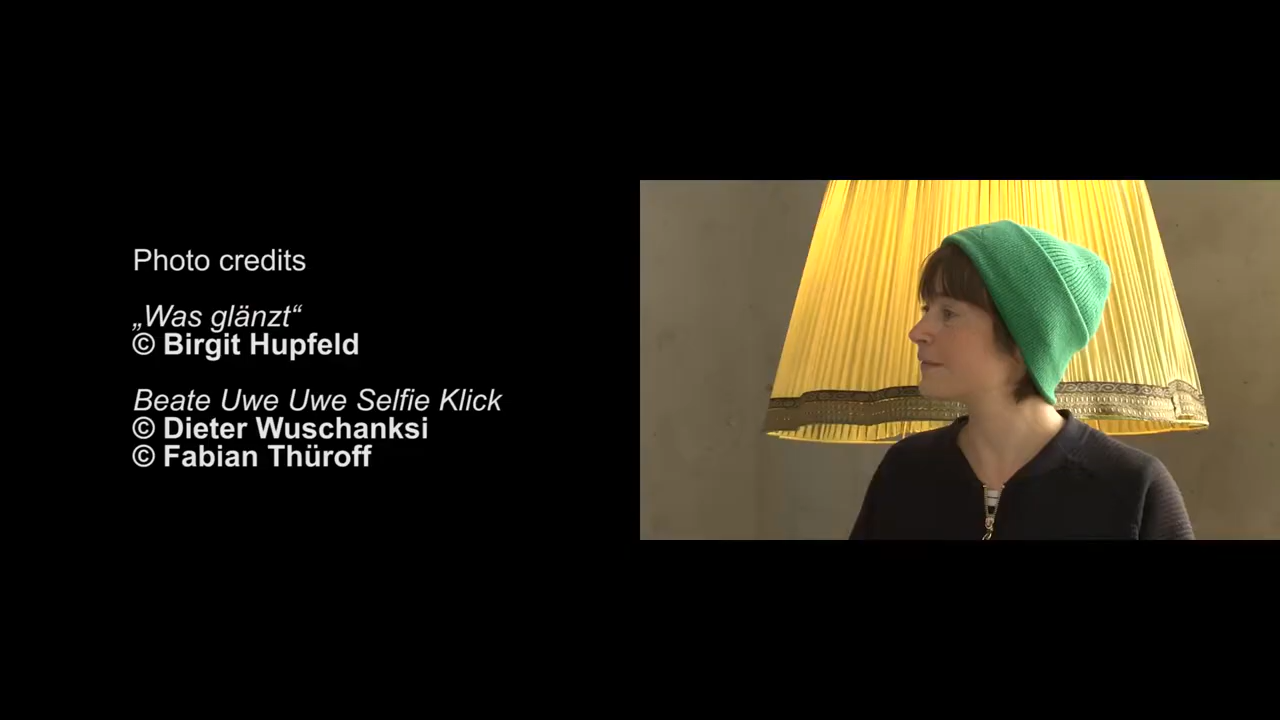 Photo credits
„Was glänzt“
© Birgit Hupfeld
Beate Uwe Uwe Selfie Klick
© Dieter Wuschanksi
© Fabian Thüroff